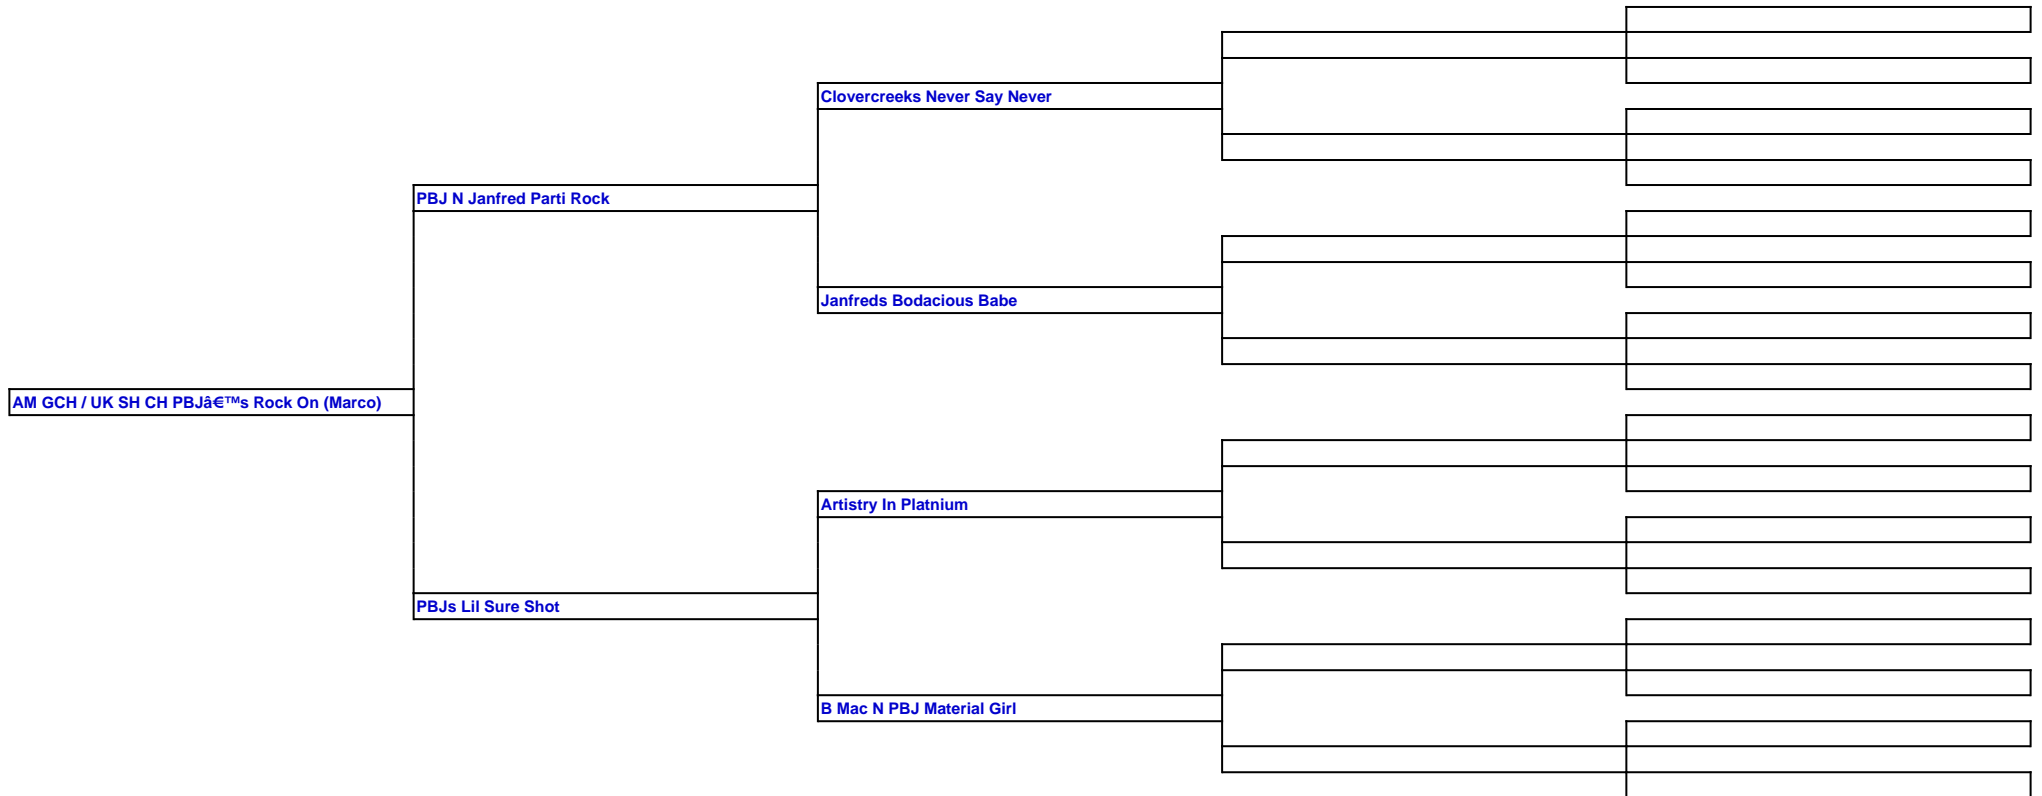 Clovercreeks Never Say Never
PBJ N Janfred Parti Rock
Janfreds Bodacious Babe
AM GCH / UK SH CH PBJâ€™s Rock On (Marco)
Artistry In Platnium
PBJs Lil Sure Shot
B Mac N PBJ Material Girl